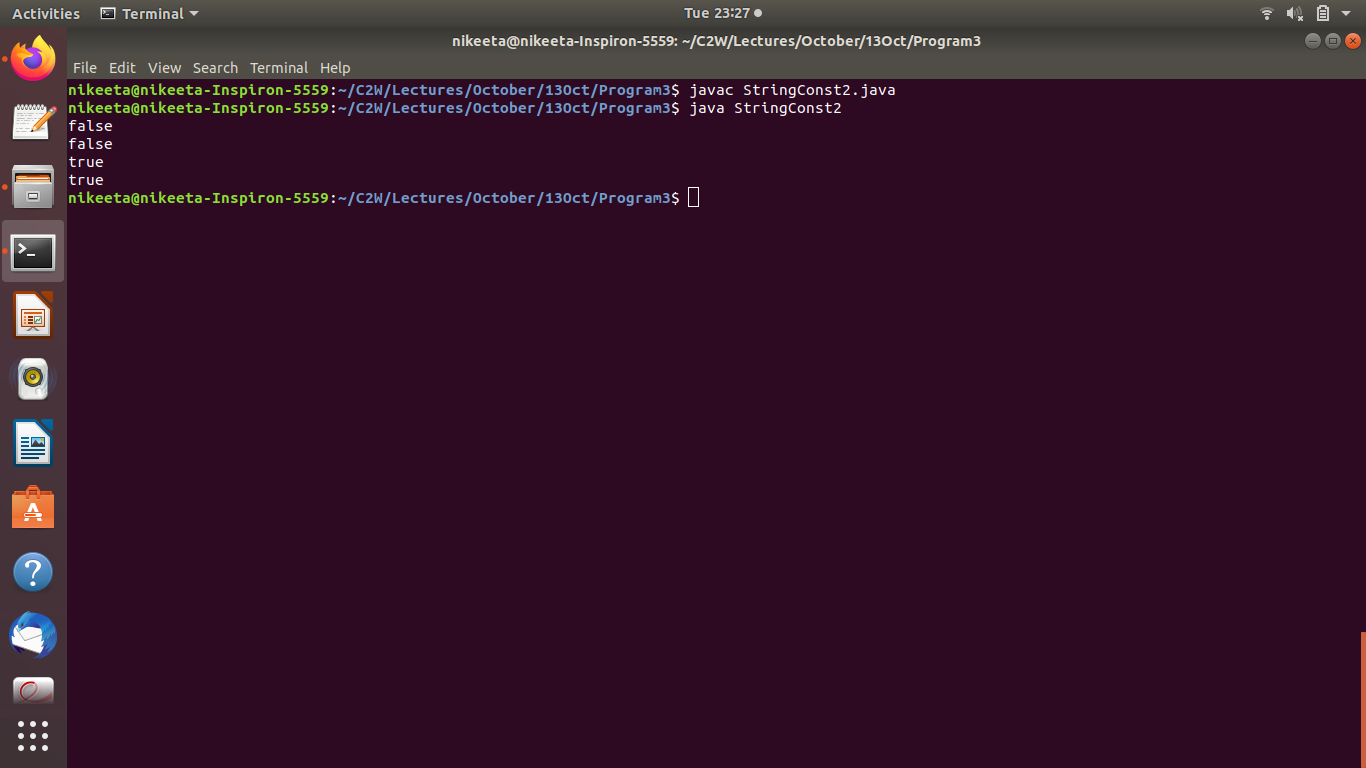 Activities Terminal Tue 23:27
nikeeta@nikeeta-Inspiron-5559: ~/C2W/Lectures/October/13Oct/Program3
File Edit View Search Terminal Help
nikeeta@nikeeta-Inspiron-5559:~/C2W/Lectures/October/13Oct/Program3$ javac StringConst2.java
nikeeta@nikeeta-Inspiron-5559:~/C2W/Lectures/October/13Oct/Program3$ java StringConst2
false
false
true
true
nikeeta@nikeeta-Inspiron-5559:~/C2W/Lectures/October/13Oct/Program3$